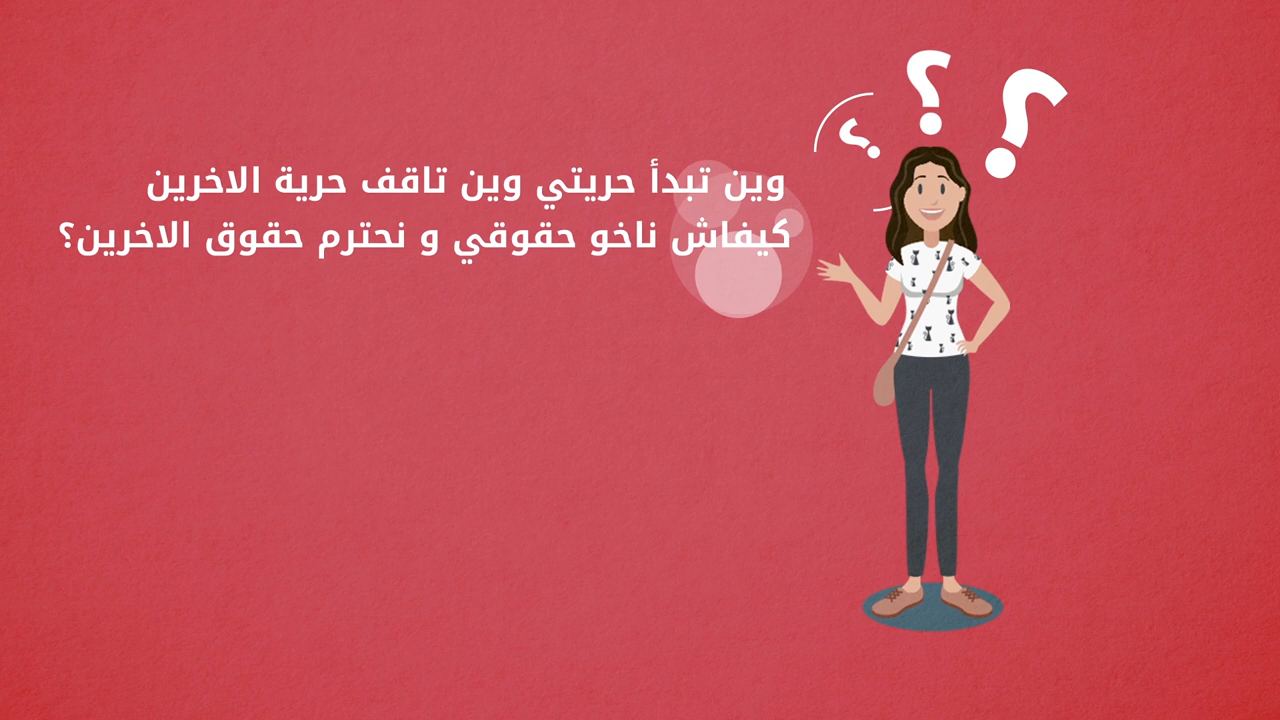 وين تبدأ حريتي وين تاقف حرية الاخرين
كيفاش ناخو حقوقي و نحترم حقوق الاخرين؟
؟
؟
؟